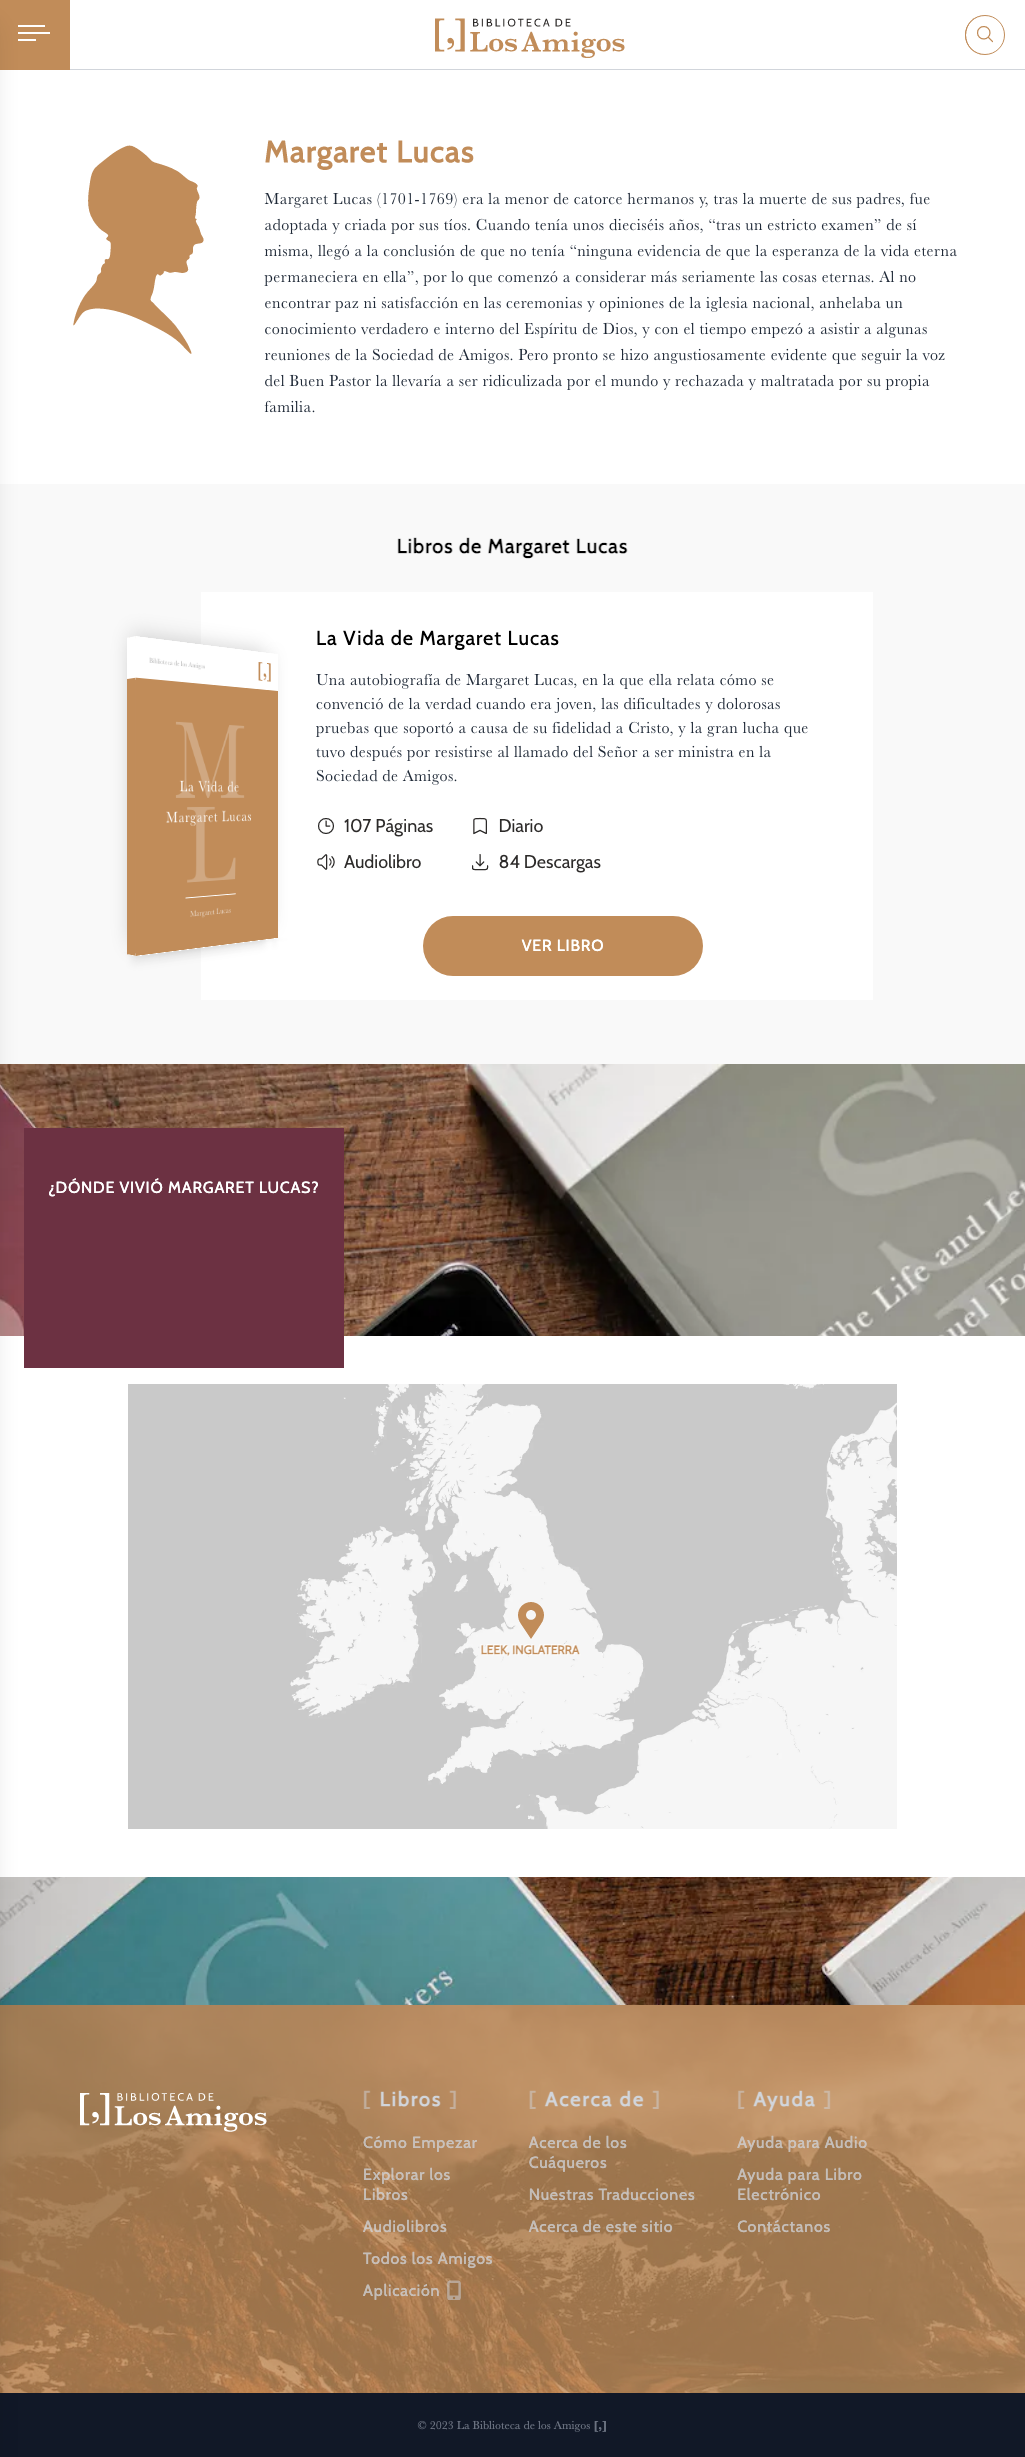 BIBLIOTECA DE
[,] Los Amigos
Margaret Lucas
Margaret Lucas (1701-1769) era la menor de catorce hermanos y, tras la muerte de sus padres, fue
adoptada y criada por sus tíos. Cuando tenía unos dieciséis años, “tras un estricto examen” de sí
misma, llegó a la conclusión de que no tenía “ninguna evidencia de que la esperanza de la vida eterna
permaneciera en ella”, por lo que comenzó a considerar más seriamente las cosas eternas. Al no
encontrar paz ni satisfacción en las ceremonias y opiniones de la iglesia nacional, anhelaba un
conocimiento verdadero e interno del Espíritu de Dios, y con el tiempo empezó a asistir a algunas
reuniones de la Sociedad de Amigos. Pero pronto se hizo angustiosamente evidente que seguir la voz
del Buen Pastor la llevaría a ser ridiculizada por el mundo y rechazada y maltratada por su propia
familia.
Libros de Margaret Lucas
Biblioteca de los Amigos [,]
ML
La Vida de
Margaret Lucas
Margaret Lucas
La Vida de Margaret Lucas
Una autobiografía de Margaret Lucas, en la que ella relata cómo se
convenció de la verdad cuando era joven, las dificultades y dolorosas
pruebas que soportó a causa de su fidelidad a Cristo, y la gran lucha que
tuvo después por resistirse al llamado del Señor a ser ministra en la
Sociedad de Amigos.
107 Páginas
Diario
Audiolibro
84 Descargas
VER LIBRO
Friends
S
The Life and Let
uel Fo
¿DÓNDE VIVIÓ MARGARET LUCAS?
LEEK, INGLATERRA
ibrary Pu
C
ters
Biblioteca de los Amigos
BIBLIOTECA DE
[,] Los Amigos
[ Libros ]
Cómo Empezar
Explorar los
Libros
Audiolibros
Todos los Amigos
Aplicación
[ Acerca de ]
Acerca de los
Cuáqueros
Nuestras Traducciones
Acerca de este sitio
[ Ayuda ]
Ayuda para Audio
Ayuda para Libro
Electrónico
Contáctanos
© 2023 La Biblioteca de los Amigos [,]